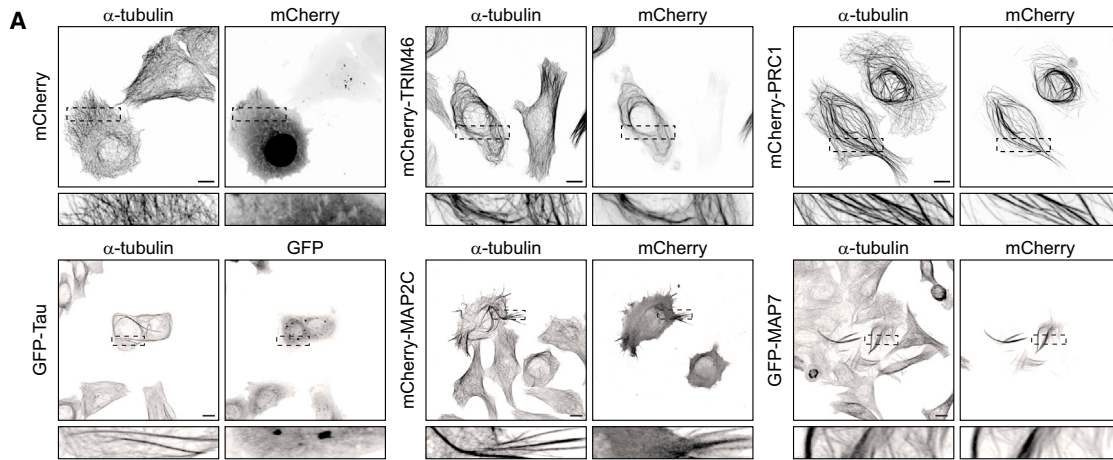 A
α-tubulin
mCherry
α-tubulin
mCherry
α-tubulin
mCherry
mCherry
mCherry-TRIM46
mCherry-PRC1
α-tubulin
GFP
α-tubulin
mCherry
α-tubulin
mCherry
GFP-Tau
mCherry-MAP2C
GFP-MAP7